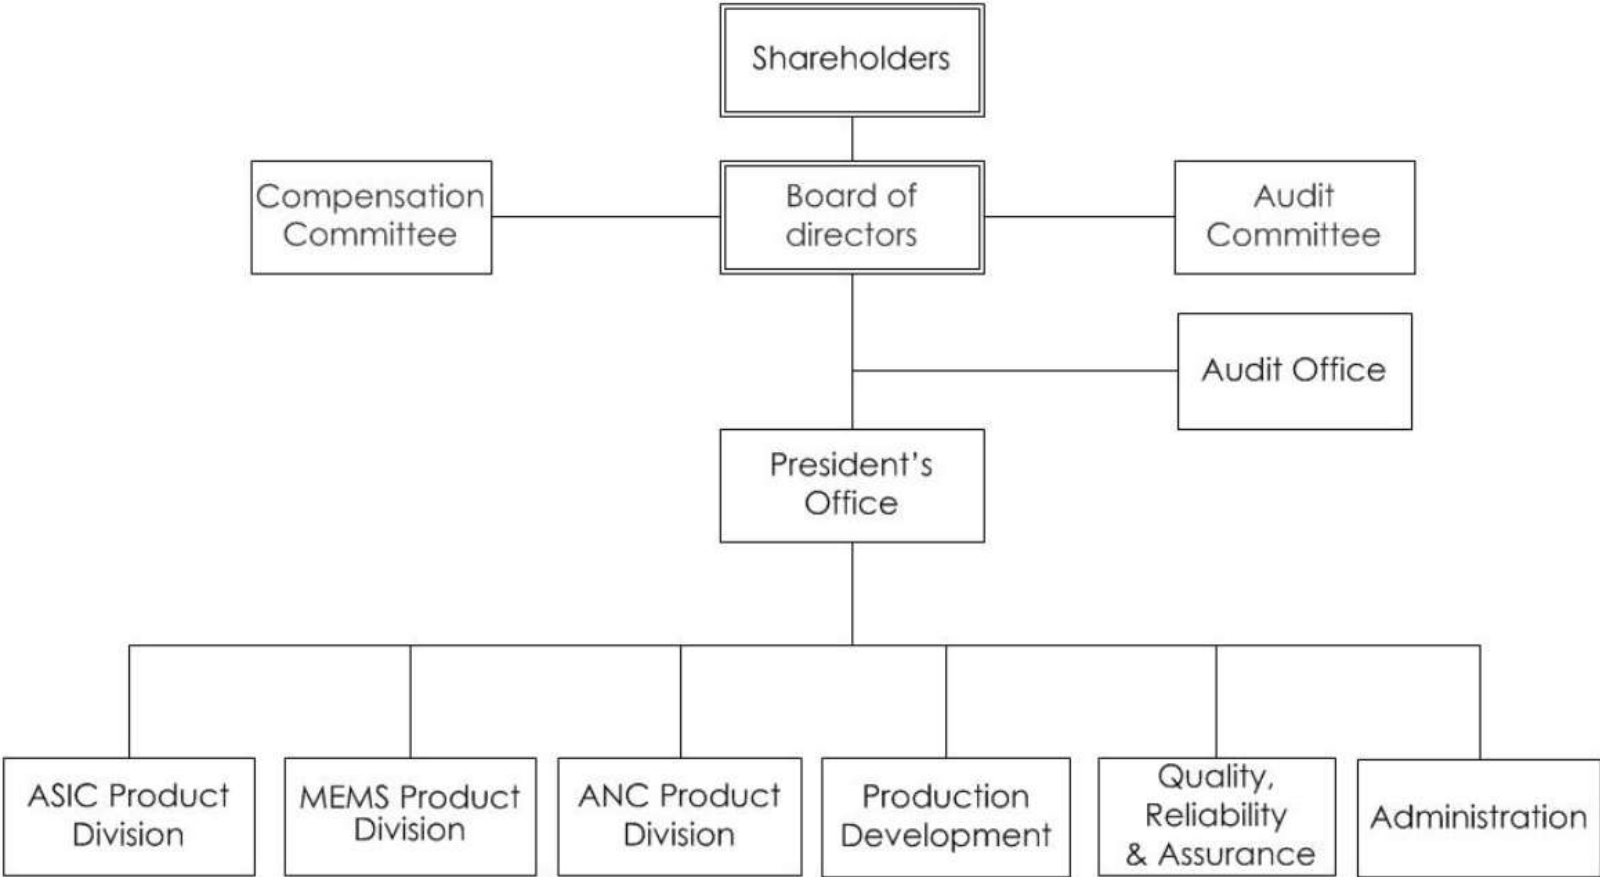 Shareholders
Compensation
Committee
Board of
directors
Audit
Committee
Audit Office
President’s
Office
ASIC Product
Division
MEMS Product
Division
ANC Product
Division
Production
Development
Quality,
Reliability
& Assurance
Administration